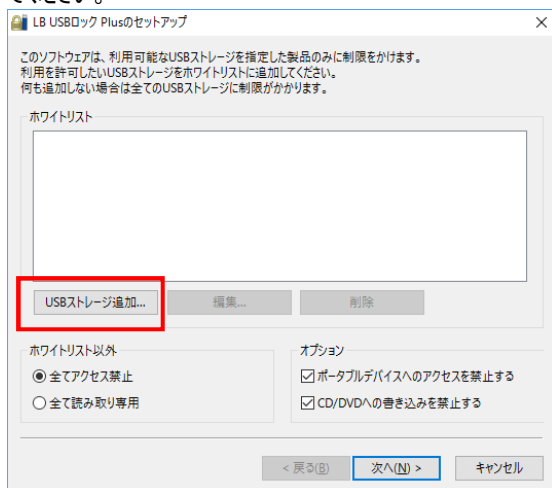 てください。
LB USBロック Plusのセットアップ
このソフトウェアは、利用可能なUSBストレージを指定した製品のみに制限をかけます。
利用を許可したいUSBストレージをホワイトリストに追加してください。
何も追加しない場合は全てのUSBストレージに制限がかかります。
ホワイトリスト
USBストレージ追加... 編集... 削除
ホワイトリスト以外 オプション
全てアクセス禁止 ポータブルデバイスへのアクセスを禁止する
全て読み取り専用 CD/DVDへの書き込みを禁止する
< 戻る(B) 次へ(N) > キャンセル